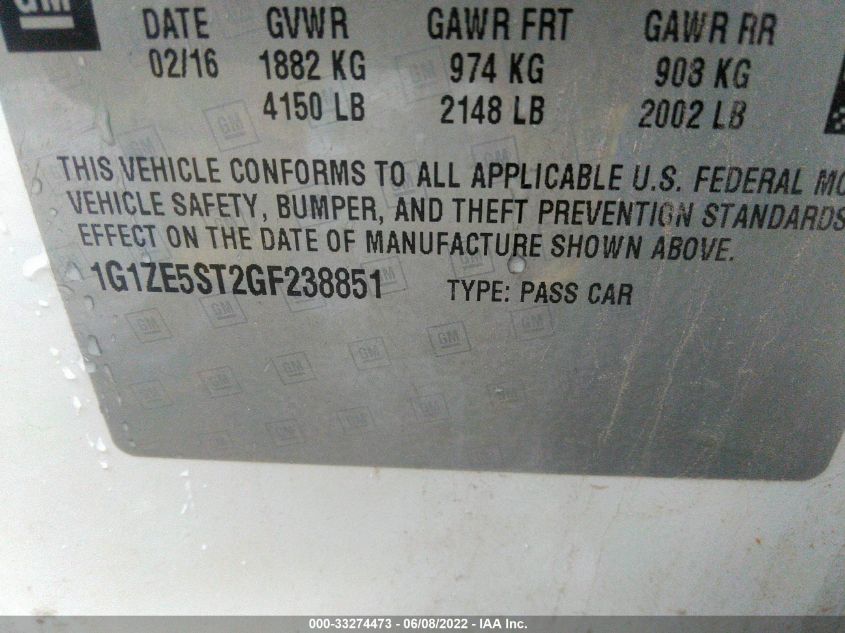 GM
DATE GVWR GAWR FRT GAWR RR
02/16 1882 KG 974 KG 908 KG
4150 LB 2148 LB 2002 LB
THIS VEHICLE CONFORMS TO ALL APPLICABLE U.S. FEDERAL MO
VEHICLE SAFETY, BUMPER, AND THEFT PREVENTION STANDARDS
EFFECT ON THE DATE OF MANUFACTURE SHOWN ABOVE.
1G1ZE5ST2GF238851 TYPE: PASS CAR
000-33274473 - 06/08/2022 - IAA Inc.